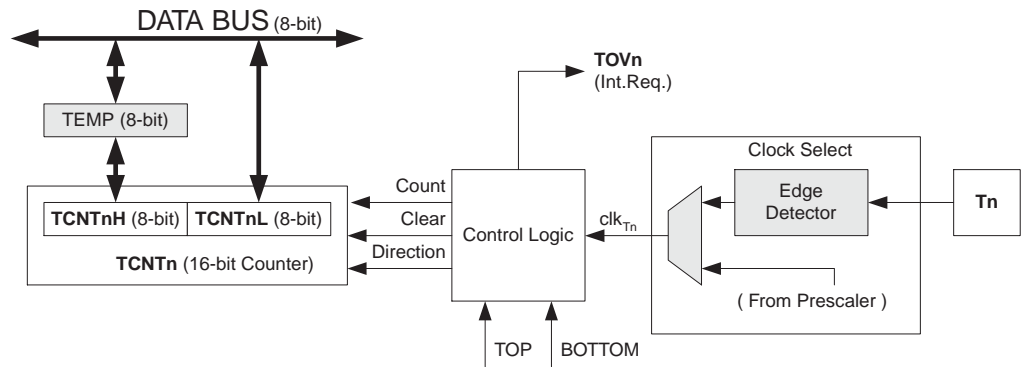 DATA BUS (8-bit)
TOVn
(Int.Req.)
TEMP (8-bit)
Clock Select
Count
Edge
Detector
Tn
TCNTnH (8-bit) TCNTnL (8-bit)
Clear
Control Logic
clkTn
TCNTn (16-bit Counter)
Direction
( From Prescaler )
TOP
BOTTOM